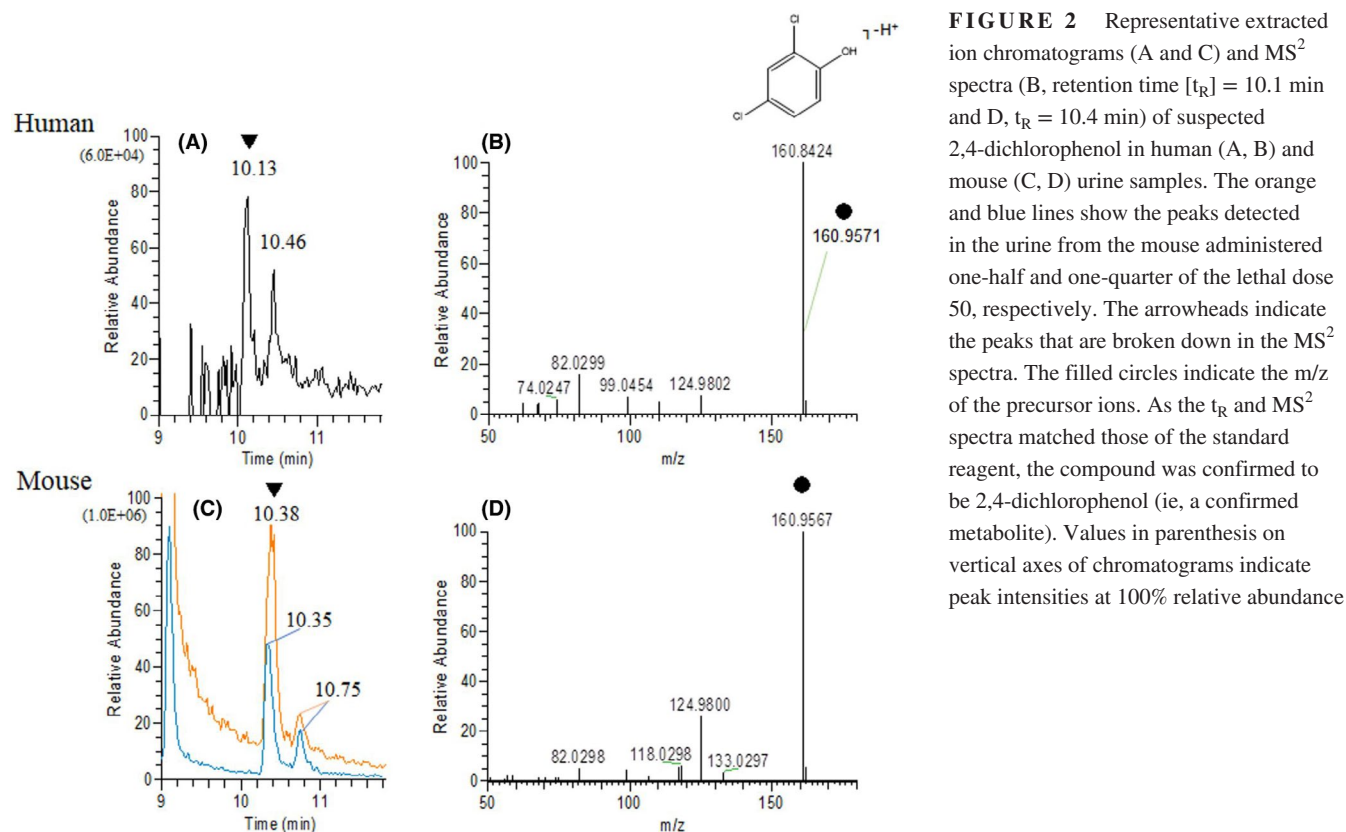 Cl
OH
Cl
┐-H⁺
Human
(A)
100
(6.0E+04)
80
60
40
20
0
10.13
10.46
Relative Abundance
9
10
11
Time (min)
(B)
100
80
60
40
20
0
160.8424
160.9571
82.0299
74.0247
99.0454
124.9802
Relative Abundance
50
100
150
m/z
Mouse
(C)
100
(1.0E+06)
80
60
40
20
0
10.38
10.35
10.75
Relative Abundance
9
10
11
Time (min)
(D)
100
80
60
40
20
0
160.9567
124.9800
82.0298
118.0298
133.0297
Relative Abundance
50
100
150
m/z
FIGURE 2 Representative extracted
ion chromatograms (A and C) and MS²
spectra (B, retention time [tR] = 10.1 min
and D, tR = 10.4 min) of suspected
2,4-dichlorophenol in human (A, B) and
mouse (C, D) urine samples. The orange
and blue lines show the peaks detected
in the urine from the mouse administered
one-half and one-quarter of the lethal dose
50, respectively. The arrowheads indicate
the peaks that are broken down in the MS²
spectra. The filled circles indicate the m/z
of the precursor ions. As the tR and MS²
spectra matched those of the standard
reagent, the compound was confirmed to
be 2,4-dichlorophenol (ie, a confirmed
metabolite). Values in parenthesis on
vertical axes of chromatograms indicate
peak intensities at 100% relative abundance